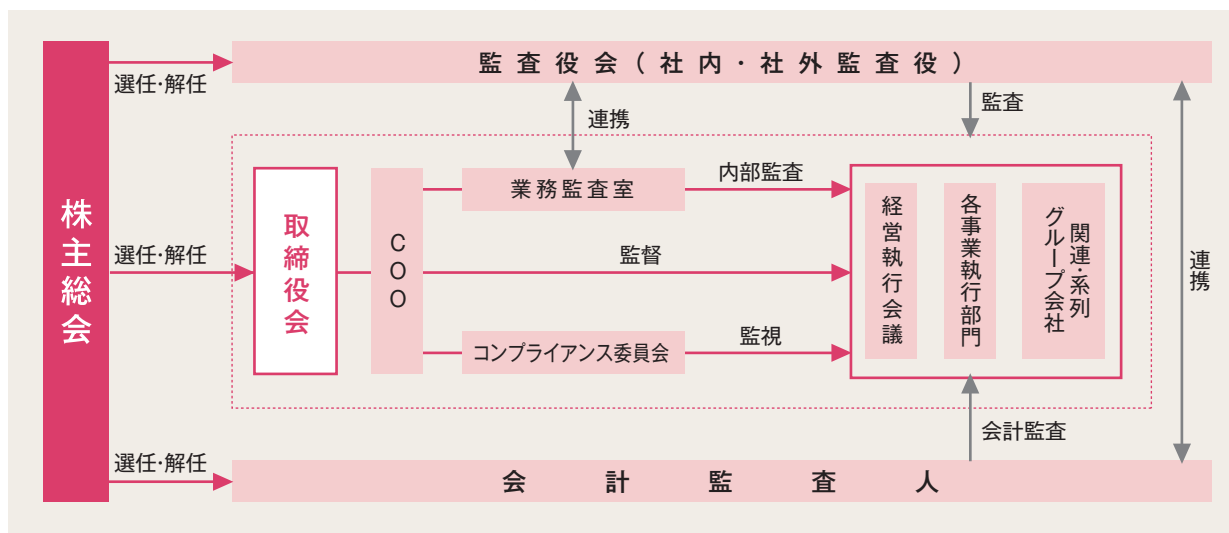 株主総会
選任・解任
監査役会（社内・社外監査役）
連携
監査
選任・解任
取締役会
COO
業務監査室
内部監査
監督
コンプライアンス委員会
監視
経営執行会議
各事業執行部門
関連・系列
グループ会社
連携
会計監査
選任・解任
会計監査人